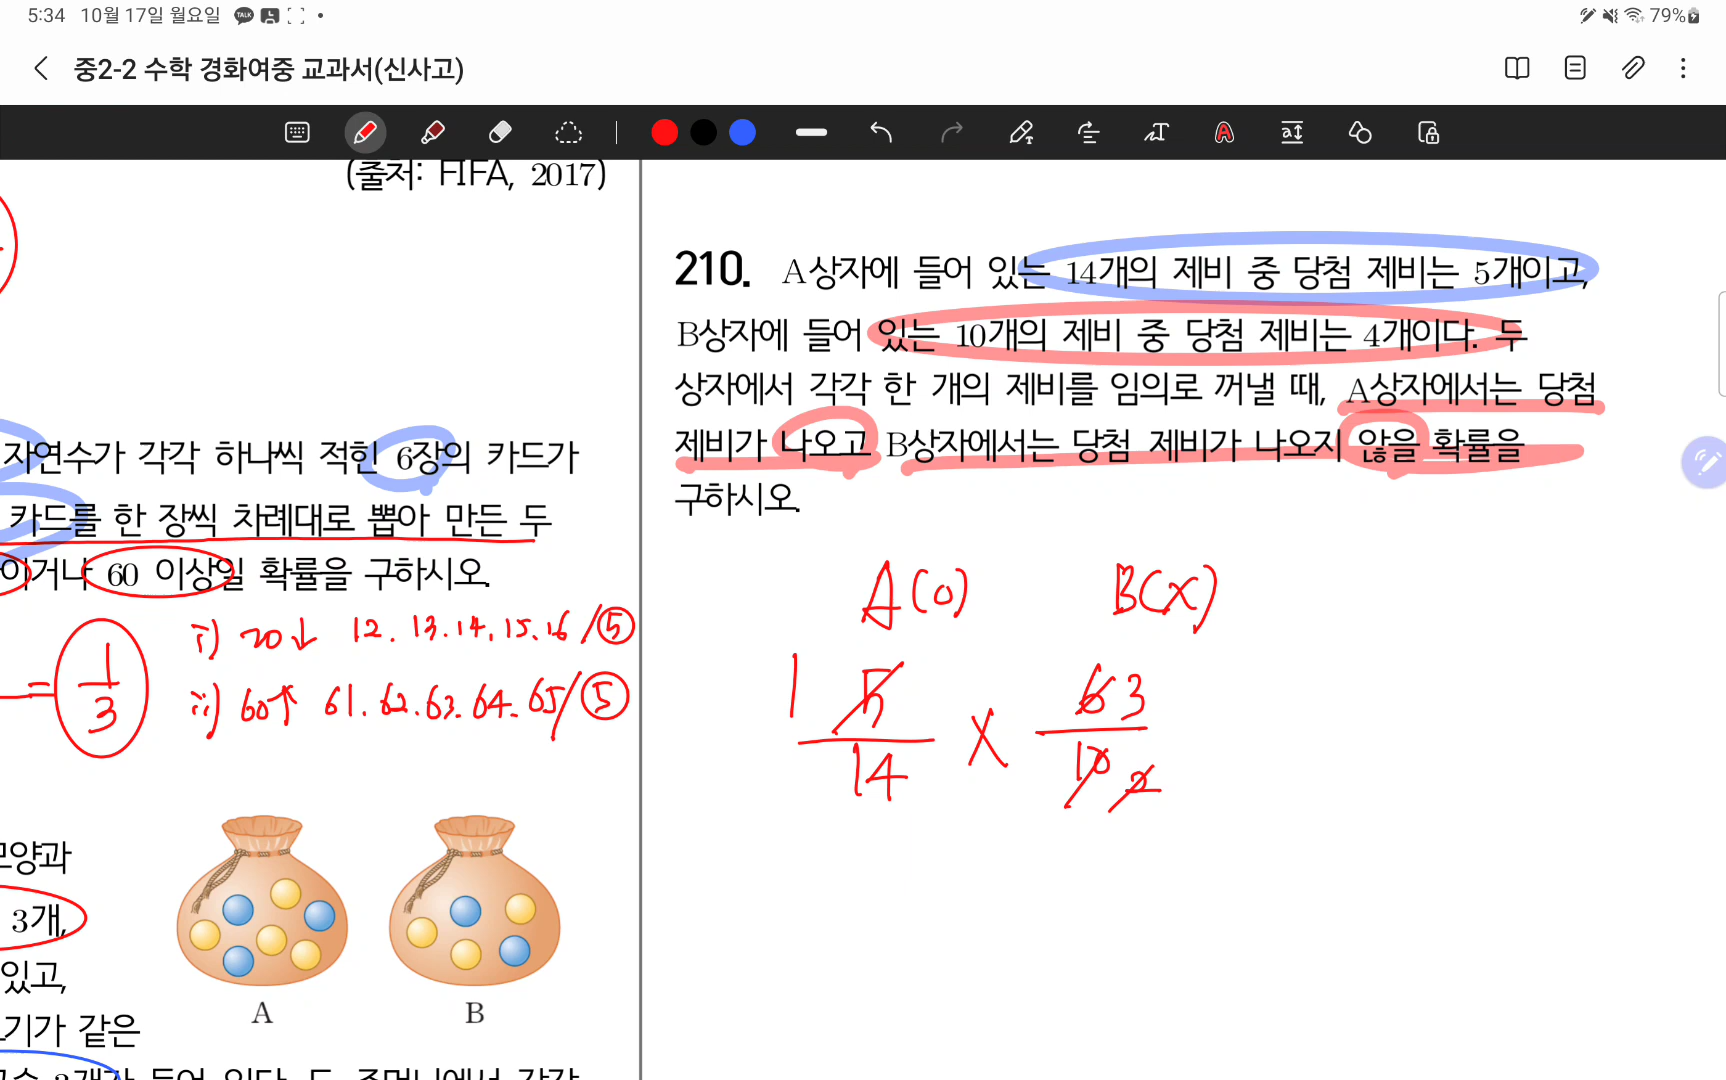 5:34 10월 17일 월요일 TALK 79%
중2-2 수학 경화여중 교과서(신사고)
(출처: FIFA, 2017)
자연수가 각각 하나씩 적힌 6장의 카드가
카드를 한 장씩 차례대로 뽑아 만든 두
이거나 60 이상일 확률을 구하시오.
= 1/3
i) 20↓ 12. 13. 14. 15. 16 / ⑤
ii) 60↑ 61. 62. 63. 64. 65 / ⑤
모양과
3개,
있고,
기가 같은
A B
210. A상자에 들어 있는 14개의 제비 중 당첨 제비는 5개이고,
B상자에 들어 있는 10개의 제비 중 당첨 제비는 4개이다. 두
상자에서 각각 한 개의 제비를 임의로 꺼낼 때, A상자에서는 당첨
제비가 나오고 B상자에서는 당첨 제비가 나오지 않을 확률을
구하시오.
A(O) B(X)
1 5 6 3
14 X 10 2